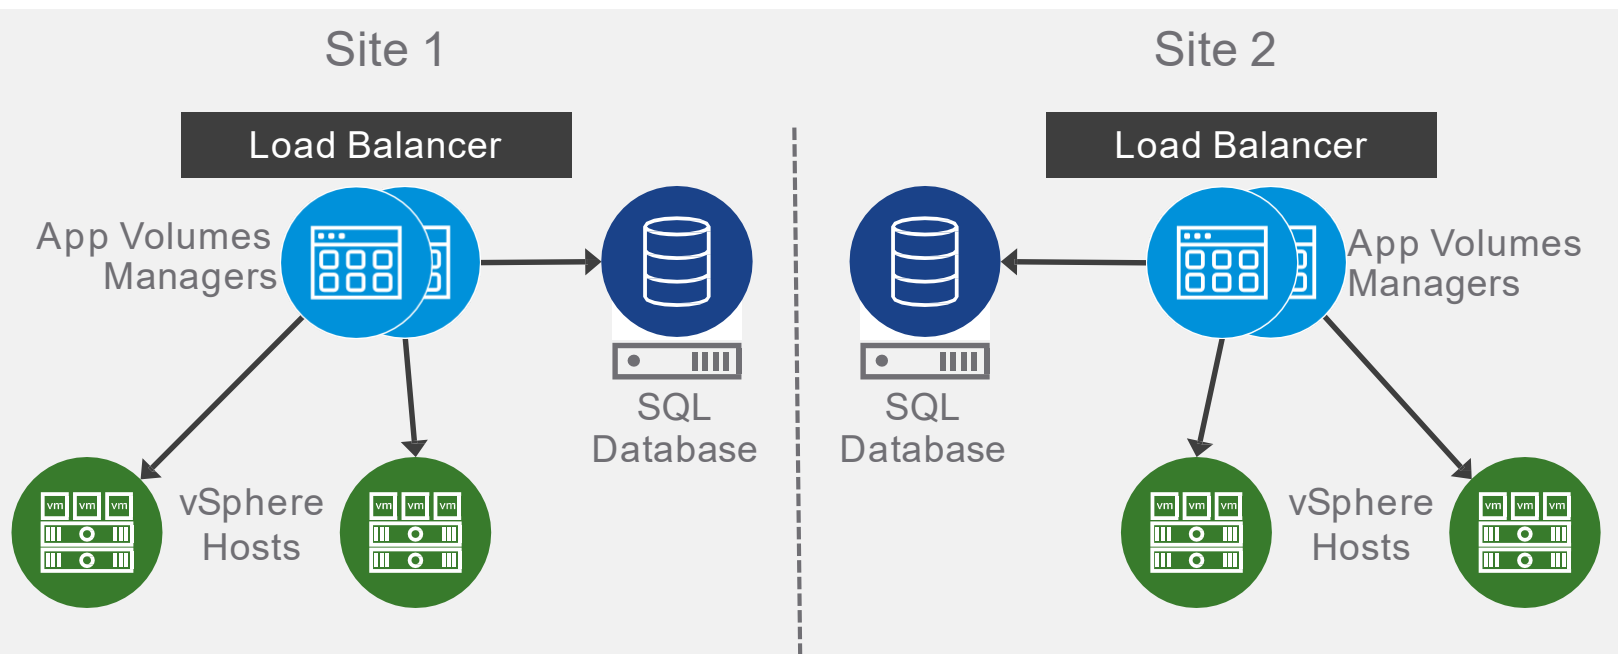 Site 1
Load Balancer
App Volumes
Managers
SQL
Database
vSphere
Hosts
vm vm vm
vm vm vm
Site 2
Load Balancer
App Volumes
Managers
SQL
Database
vSphere
Hosts
vm vm vm
vm vm vm